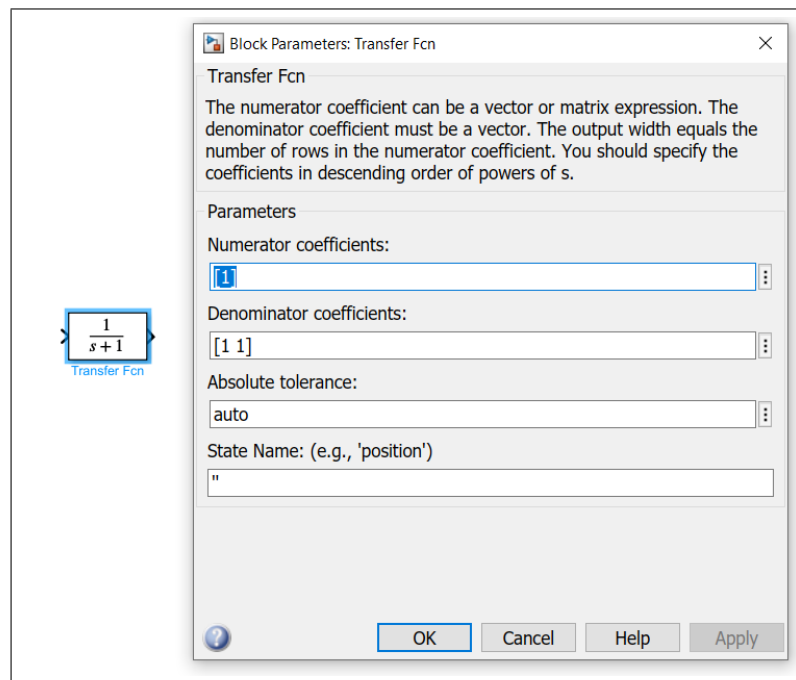 Block Parameters: Transfer Fcn
Transfer Fcn
The numerator coefficient can be a vector or matrix expression. The
denominator coefficient must be a vector. The output width equals the
number of rows in the numerator coefficient. You should specify the
coefficients in descending order of powers of s.
Parameters
Numerator coefficients:
[1]
Denominator coefficients:
[1 1]
Absolute tolerance:
auto
State Name: (e.g., 'position')
''
OK Cancel Help Apply
1
s + 1
Transfer Fcn